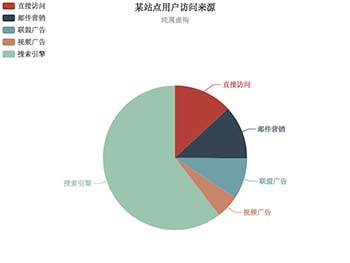 某站点用户访问来源
纯属虚构
直接访问
邮件营销
联盟广告
视频广告
搜索引擎
直接访问
邮件营销
联盟广告
视频广告
搜索引擎